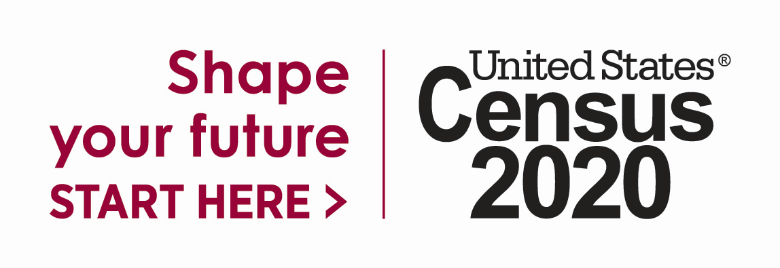 Shape
your future
START HERE >
United States®
Census
2020